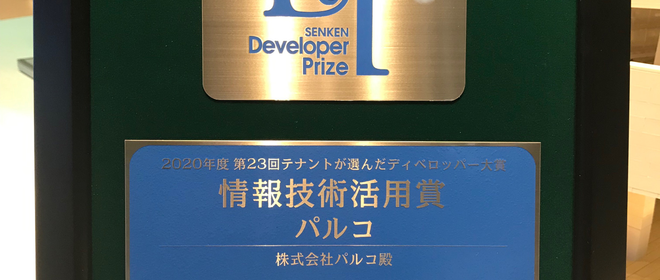 SENKEN
Developer
Prize
2020年度 第23回テナントが選んだディベロッパー大賞
情報技術活用賞
パルコ
株式会社パルコ殿